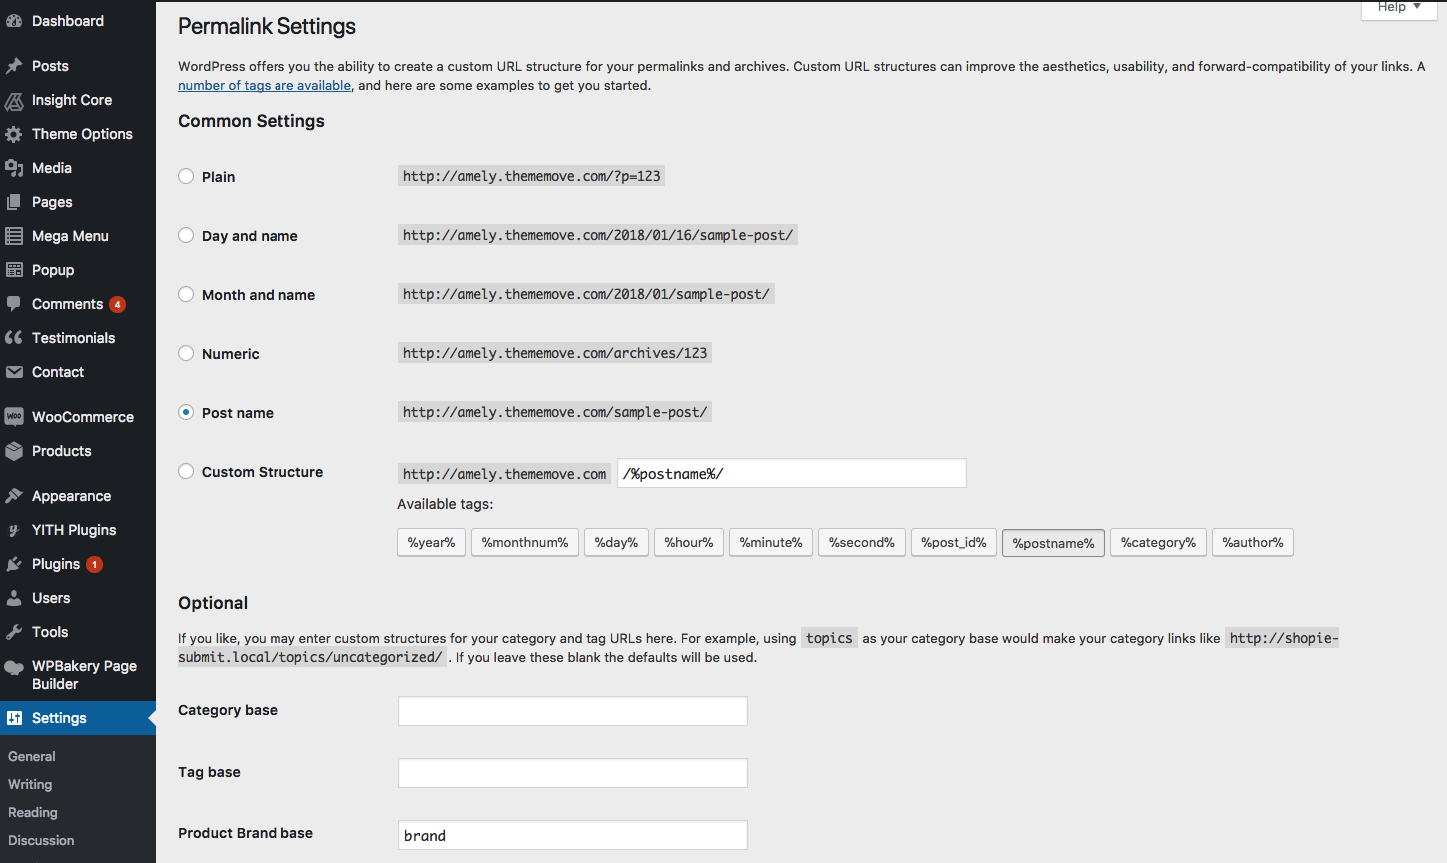 Dashboard
Posts
Insight Core
Theme Options
Media
Pages
Mega Menu
Popup
Comments 4
Testimonials
Contact
WooCommerce
Products
Appearance
YITH Plugins
Plugins 1
Users
Tools
WPBakery Page
Builder
Settings
General
Writing
Reading
Discussion
Help
Permalink Settings
WordPress offers you the ability to create a custom URL structure for your permalinks and archives. Custom URL structures can improve the aesthetics, usability, and forward-compatibility of your links. A
number of tags are available, and here are some examples to get you started.
Common Settings
Plain http://amely.thememove.com/?p=123
Day and name http://amely.thememove.com/2018/01/16/sample-post/
Month and name http://amely.thememove.com/2018/01/sample-post/
Numeric http://amely.thememove.com/archives/123
Post name http://amely.thememove.com/sample-post/
Custom Structure http://amely.thememove.com /%postname%/
Available tags:
%year% %monthnum% %day% %hour% %minute% %second% %post_id% %postname% %category% %author%
Optional
If you like, you may enter custom structures for your category and tag URLs here. For example, using topics as your category base would make your category links like http://shopie-
submit.local/topics/uncategorized/ . If you leave these blank the defaults will be used.
Category base
Tag base
Product Brand base brand